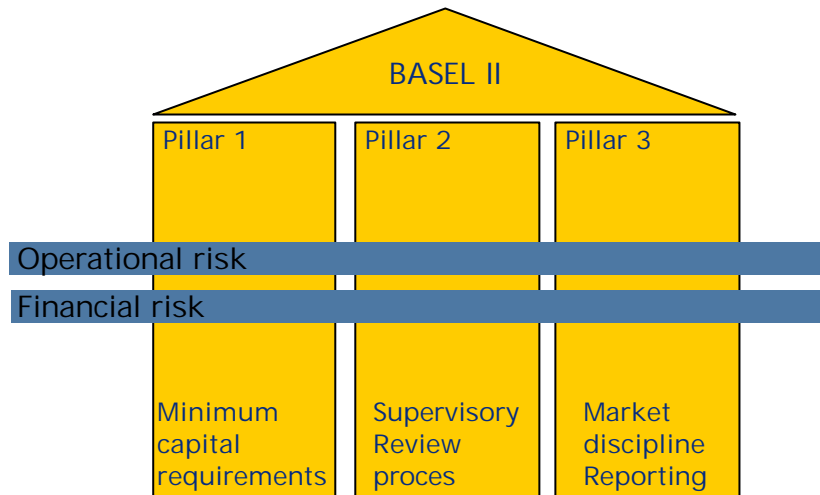 BASEL II
Pillar 1
Pillar 2
Pillar 3
Operational risk
Financial risk
Minimum
capital
requirements
Supervisory
Review
proces
Market
discipline
Reporting